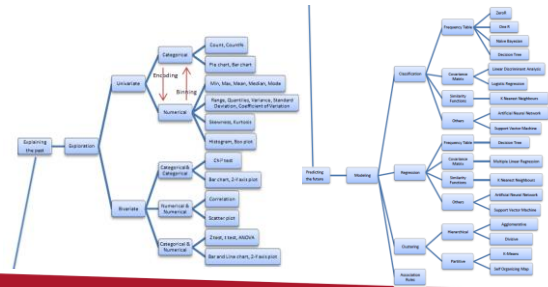 Explaining
the past
Exploration
Univariate
Categorical
Count, Count%
Pie chart, Bar chart
Encoding
Binning
Numerical
Min, Max, Mean, Median, Mode
Range, Quantiles, Variance, Standard
Deviation, Coefficient of Variation
Skewness, Kurtosis
Histogram, Box plot
Bivariate
Categorical &
Categorical
Chi² test
Bar chart, 2-Y axis plot
Numerical &
Numerical
Correlation
Scatter plot
Categorical &
Numerical
Z test, t test, ANOVA
Bar and Line chart, 2-Y axis plot
Predicting
the future
Modeling
Classification
Frequency Table
ZeroR
One R
Naive Bayesian
Decision Tree
Covariance
Matrix
Linear Discriminant Analysis
Logistic Regression
Similarity
Functions
K Nearest Neighbours
Others
Artificial Neural Network
Support Vector Machine
Regression
Frequency Table
Decision Tree
Covariance
Matrix
Multiple Linear Regression
Similarity
Functions
K Nearest Neighbours
Others
Artificial Neural Network
Support Vector Machine
Clustering
Hierarchical
Agglomerative
Divisive
Partitive
K Means
Self Organizing Map
Association
Rules